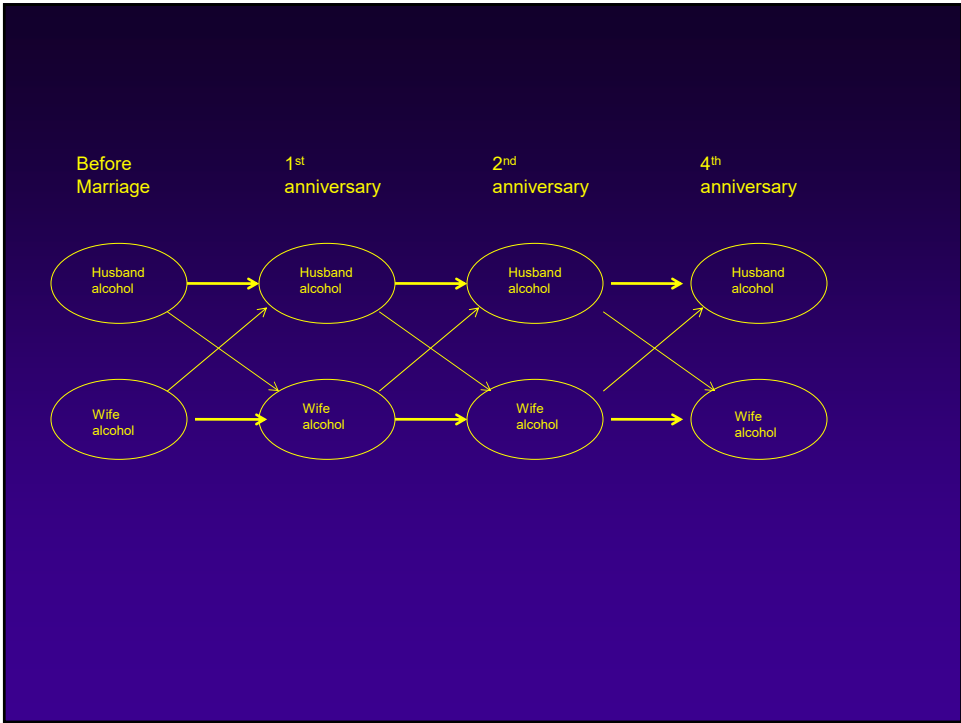 Before
Marriage
1st
anniversary
2nd
anniversary
4th
anniversary
Husband
alcohol
Husband
alcohol
Husband
alcohol
Husband
alcohol
Wife
alcohol
Wife
alcohol
Wife
alcohol
Wife
alcohol